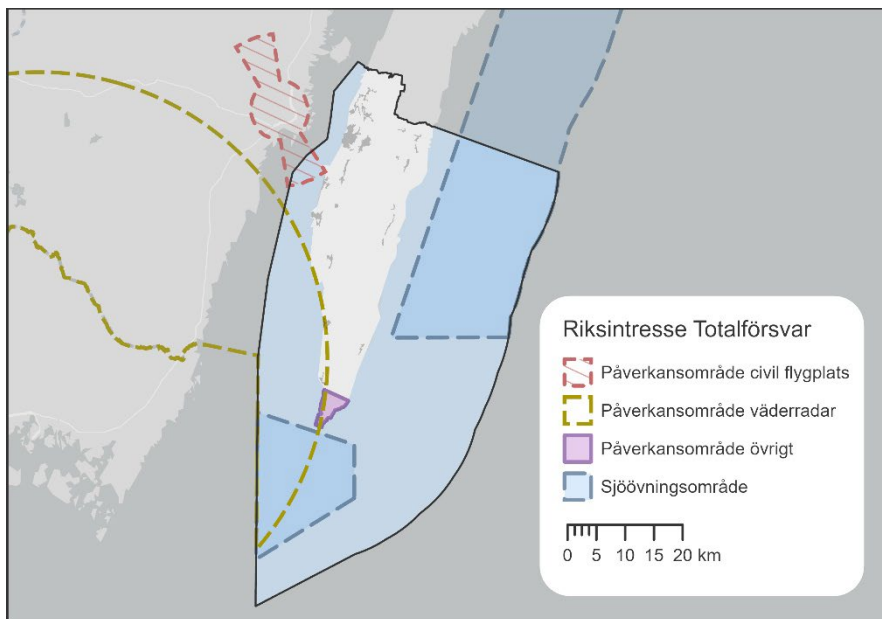 Riksintresse Totalförsvar
Påverkansområde civil flygplats
Påverkansområde väderradar
Påverkansområde övrigt
Sjöövningsområde
0 5 10 15 20 km